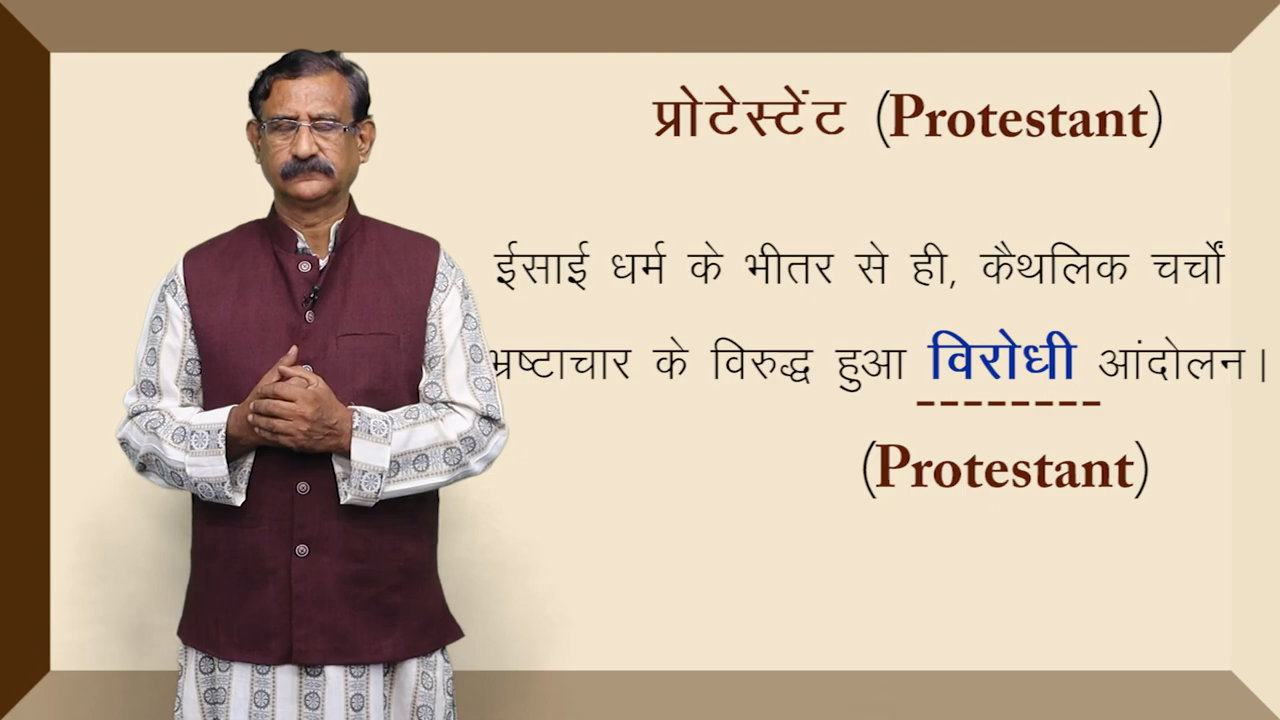 प्रोटेस्टेंट (Protestant)
ईसाई धर्म के भीतर से ही, कैथलिक चर्चों
भ्रष्टाचार के विरुद्ध हुआ विरोधी आंदोलन।
(Protestant)